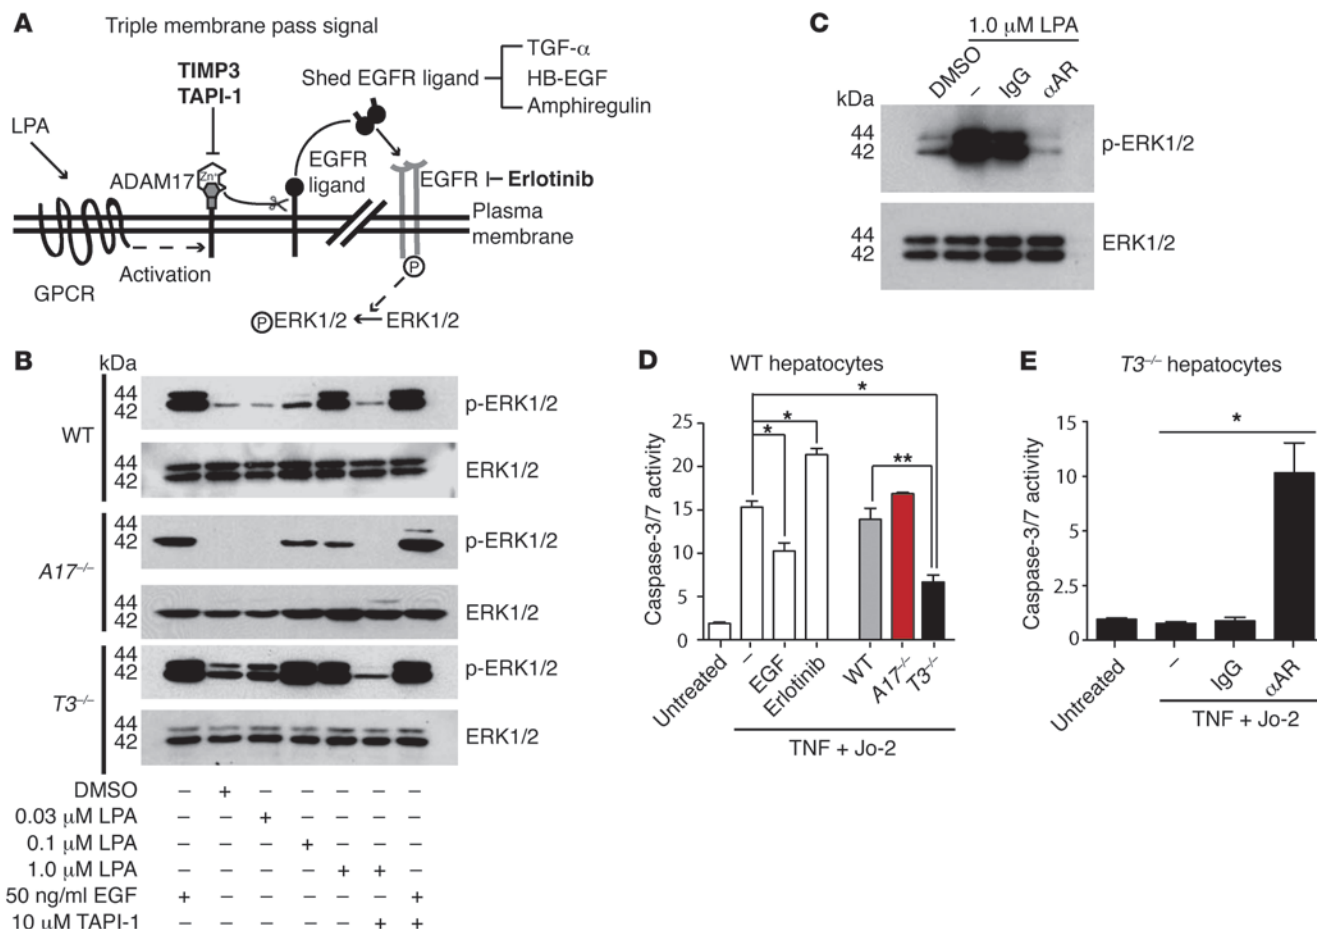 A
Triple membrane pass signal
TIMP3
TAPI-1
LPA
Shed EGFR ligand
TGF-α
HB-EGF
Amphiregulin
ADAM17
Zn+
EGFR
ligand
EGFR
Erlotinib
Plasma
membrane
Activation
GPCR
P
P ERK1/2
ERK1/2
B
kDa
WT
44
42
p-ERK1/2
44
42
ERK1/2
A17–/–
44
42
p-ERK1/2
44
42
ERK1/2
T3–/–
44
42
p-ERK1/2
44
42
ERK1/2
DMSO – + – – – – –
0.03 μM LPA – – + – – – –
0.1 μM LPA – – – + – – –
1.0 μM LPA – – – – + + –
50 ng/ml EGF + – – – – – +
10 μM TAPI-1 – – – – – + +
C
1.0 μM LPA
DMSO – IgG αAR
kDa
44
42
p-ERK1/2
44
42
ERK1/2
D
WT hepatocytes
Caspase-3/7 activity
25
20
15
10
5
0
*
*
*
**
Untreated – EGF Erlotinib WT A17–/– T3–/–
TNF + Jo-2
E
T3–/– hepatocytes
Caspase-3/7 activity
15
10
5
2.5
0
*
Untreated – IgG αAR
TNF + Jo-2